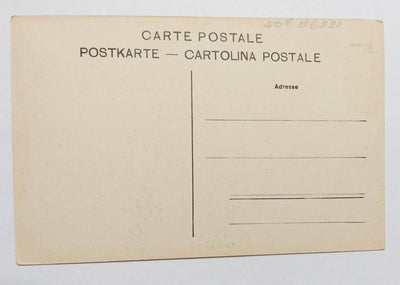 CARTE POSTALE
POSTKARTE — CARTOLINA POSTALE
Adresse